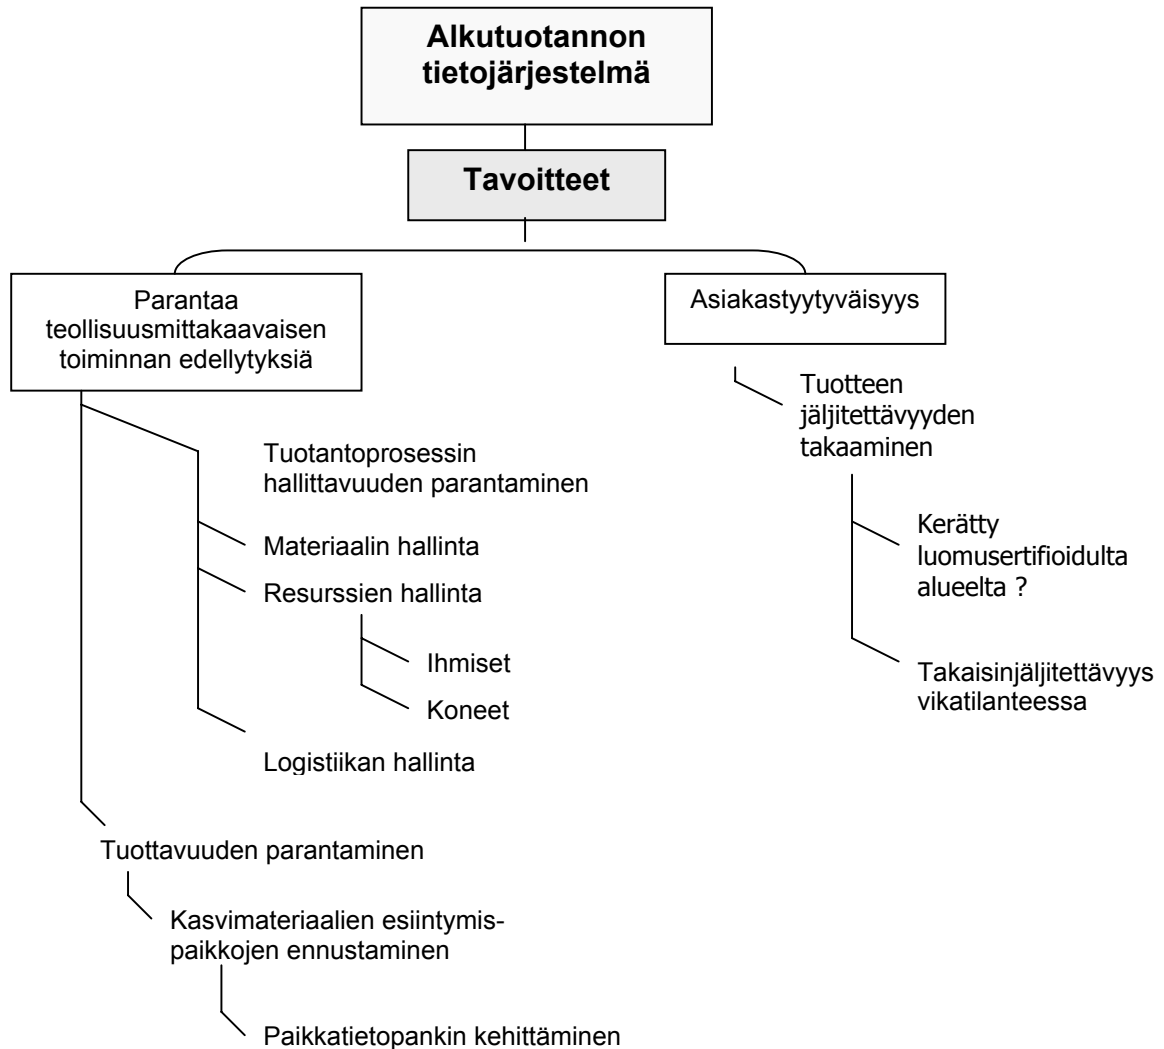 Alkutuotannon
tietojärjestelmä
Tavoitteet
Parantaa
teollisuusmittakaavaisen
toiminnan edellytyksiä
Tuotantoprosessin
hallittavuuden parantaminen
Materiaalin hallinta
Resurssien hallinta
Ihmiset
Koneet
Logistiikan hallinta
Tuottavuuden parantaminen
Kasvimateriaalien esiintymis-
paikkojen ennustaminen
Paikkatietopankin kehittäminen
Asiakastyytyväisyys
Tuotteen
jäljitettävyyden
takaaminen
Kerätty
luomusertifioidulta
alueelta ?
Takaisinjäljitettävyys
vikatilanteessa